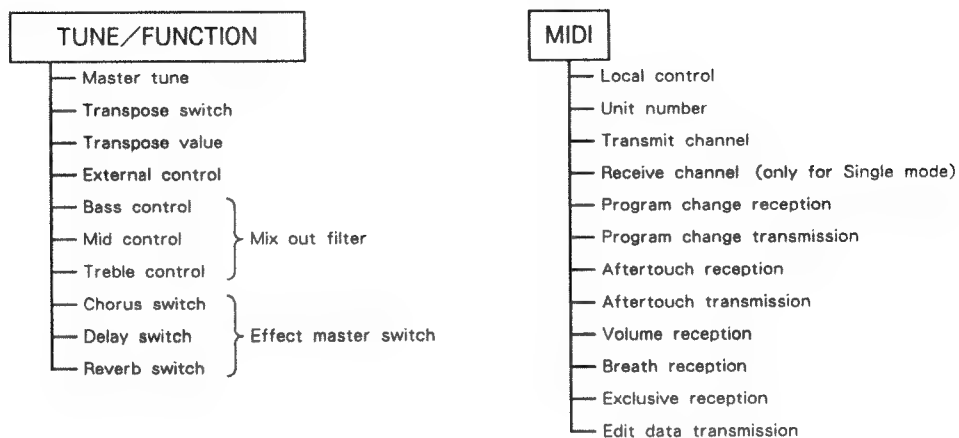 TUNE/FUNCTION
Master tune
Transpose switch
Transpose value
External control
Bass control
Mid control
Treble control
Mix out filter
Chorus switch
Delay switch
Reverb switch
Effect master switch
MIDI
Local control
Unit number
Transmit channel
Receive channel (only for Single mode)
Program change reception
Program change transmission
Aftertouch reception
Aftertouch transmission
Volume reception
Breath reception
Exclusive reception
Edit data transmission